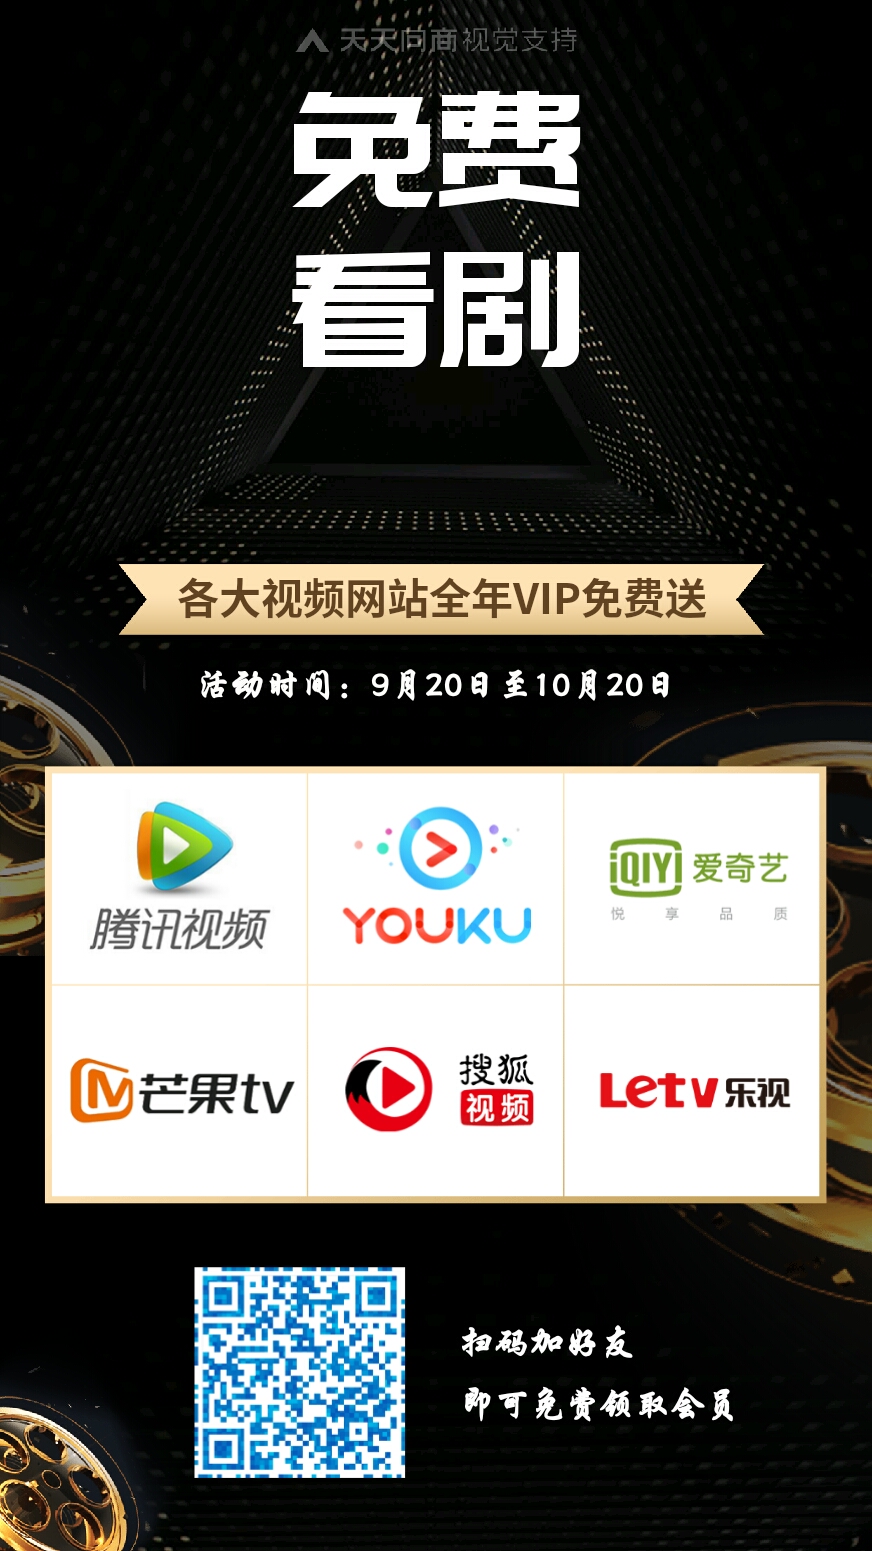 天天向商视觉支持
免费
看剧
各大视频网站全年VIP免费送
活动时间：9月20日至10月20日
腾讯视频
YOUKU
iQIYI 爱奇艺
悦享品质
芒果tv
搜狐
视频
Letv乐视
扫码加好友
即可免费领取会员